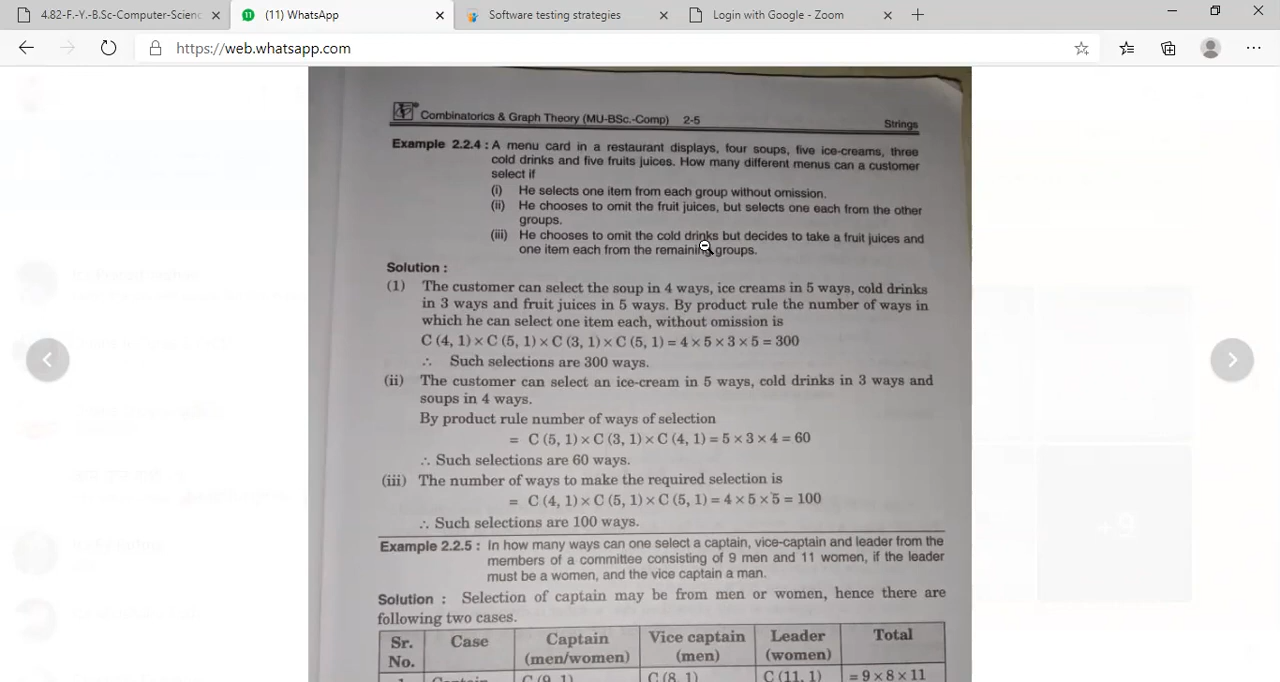 4.82-F.-Y.-B.Sc-Computer-Scienc
(11) WhatsApp
Software testing strategies
Login with Google - Zoom
https://web.whatsapp.com
Combinatorics & Graph Theory (MU-BSc.-Comp) 2-5
Strings
Example 2.2.4 : A menu card in a restaurant displays, four soups, five ice-creams, three
cold drinks and five fruits juices. How many different menus can a customer
select if
(i) He selects one item from each group without omission.
(ii) He chooses to omit the fruit juices, but selects one each from the other
groups.
(iii) He chooses to omit the cold drinks but decides to take a fruit juices and
one item each from the remaining groups.
Solution :
(1) The customer can select the soup in 4 ways, ice creams in 5 ways, cold drinks
in 3 ways and fruit juices in 5 ways. By product rule the number of ways in
which he can select one item each, without omission is
C (4, 1) × C (5, 1) × C (3, 1) × C (5, 1) = 4 × 5 × 3 × 5 = 300
∴ Such selections are 300 ways.
(ii) The customer can select an ice-cream in 5 ways, cold drinks in 3 ways and
soups in 4 ways.
By product rule number of ways of selection
= C (5, 1) × C (3, 1) × C (4, 1) = 5 × 3 × 4 = 60
∴ Such selections are 60 ways.
(iii) The number of ways to make the required selection is
= C (4, 1) × C (5, 1) × C (5, 1) = 4 × 5 × 5 = 100
∴ Such selections are 100 ways.
Example 2.2.5 : In how many ways can one select a captain, vice-captain and leader from the
members of a committee consisting of 9 men and 11 women, if the leader
must be a women, and the vice captain a man.
Solution : Selection of captain may be from men or women, hence there are
following two cases.
Sr. No. Case Captain (men/women) Vice captain (men) Leader (women) Total
C (9, 1) C (8, 1) C (11, 1) = 9 × 8 × 11